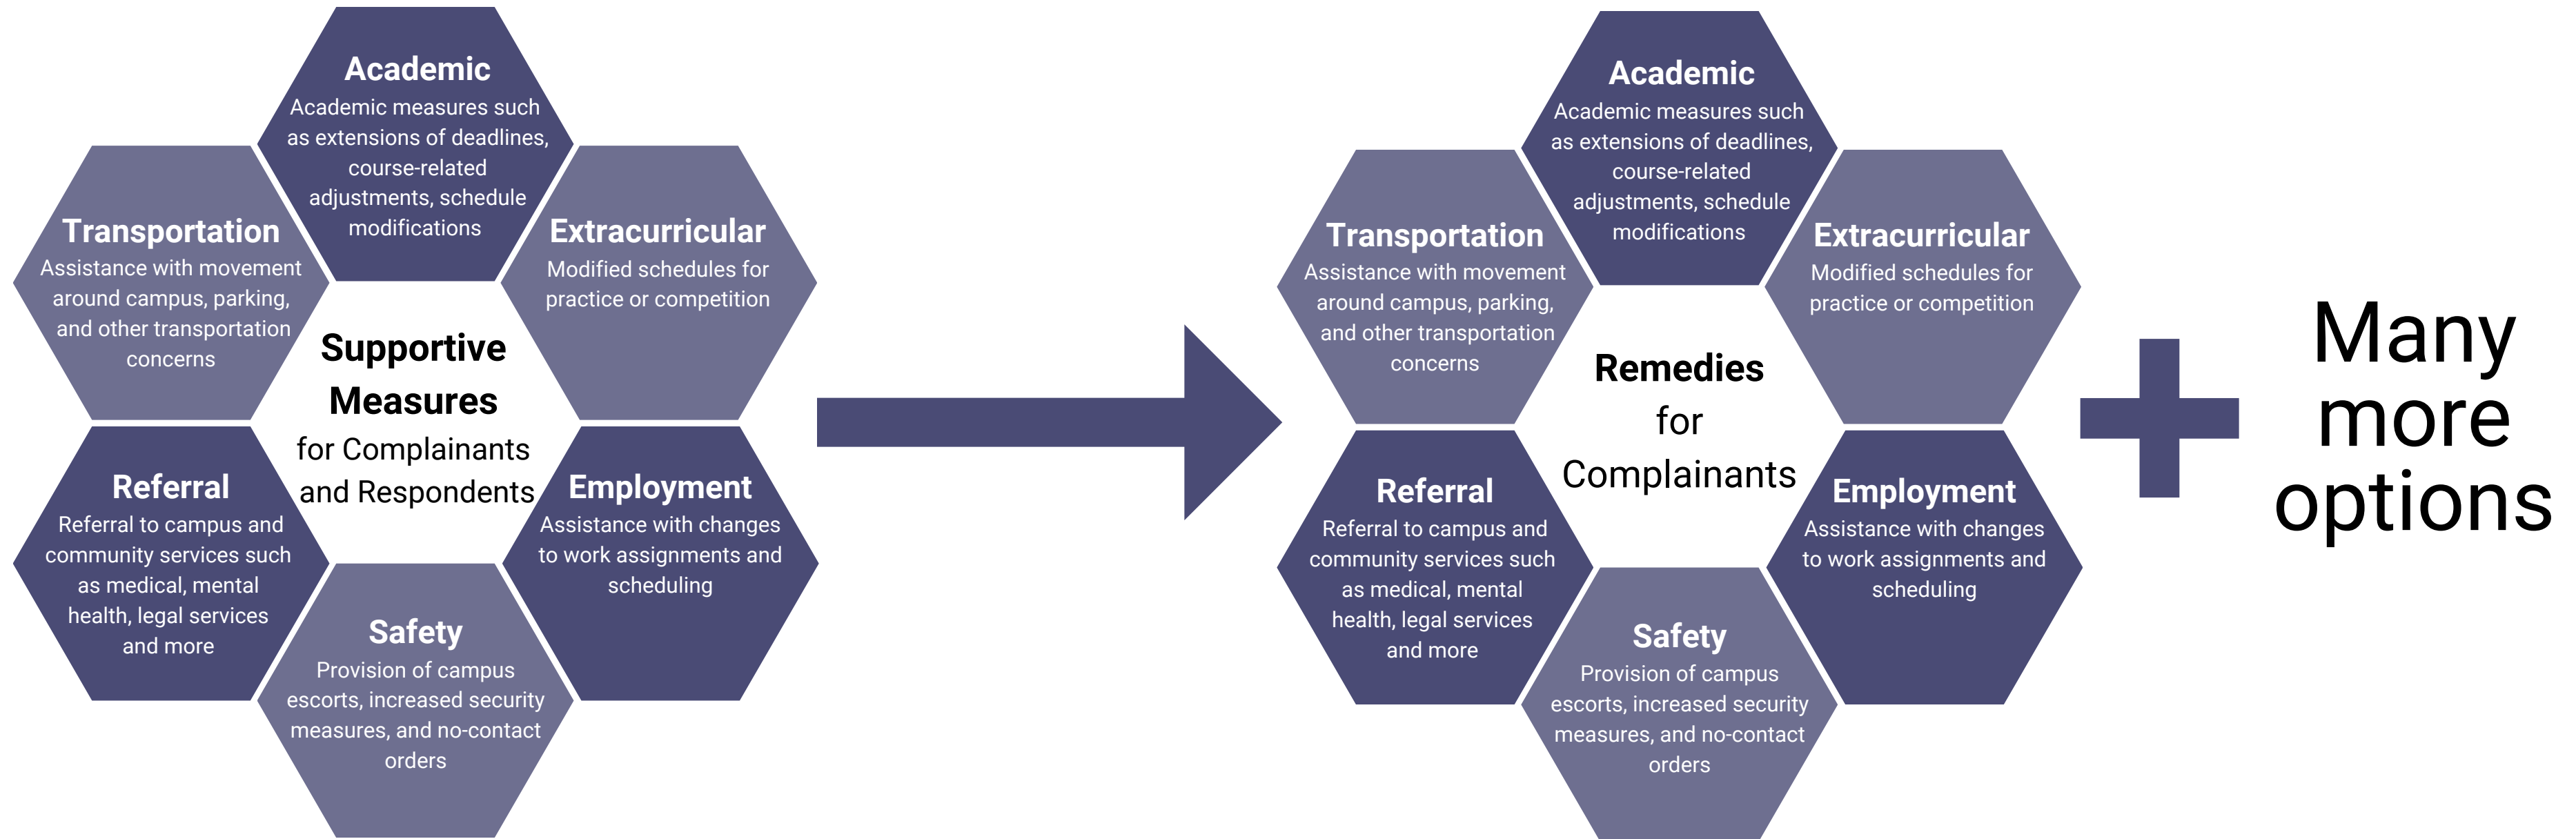 Academic
Academic measures such
as extensions of deadlines,
course-related
adjustments, schedule
modifications
Transportation
Assistance with movement
around campus, parking,
and other transportation
concerns
Extracurricular
Modified schedules for
practice or competition
Supportive
Measures
for Complainants
and Respondents
Referral
Referral to campus and
community services such
as medical, mental
health, legal services
and more
Employment
Assistance with changes
to work assignments and
scheduling
Safety
Provision of campus
escorts, increased security
measures, and no-contact
orders
Academic
Academic measures such
as extensions of deadlines,
course-related
adjustments, schedule
modifications
Transportation
Assistance with movement
around campus, parking,
and other transportation
concerns
Extracurricular
Modified schedules for
practice or competition
Remedies
for
Complainants
Referral
Referral to campus and
community services such
as medical, mental
health, legal services
and more
Employment
Assistance with changes
to work assignments and
scheduling
Safety
Provision of campus
escorts, increased security
measures, and no-contact
orders
Many
more
options